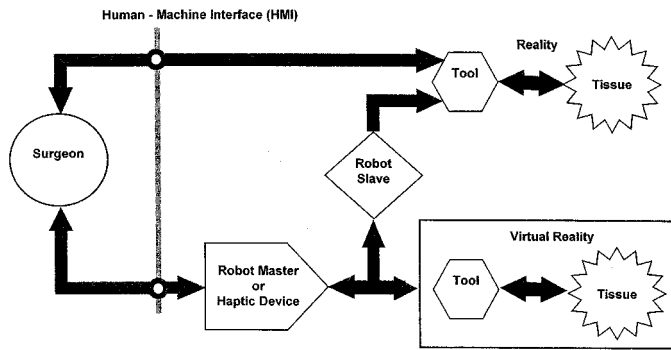 Human - Machine Interface (HMI)
Reality
Tool
Tissue
Surgeon
Robot
Slave
Virtual Reality
Robot Master
or
Haptic Device
Tool
Tissue